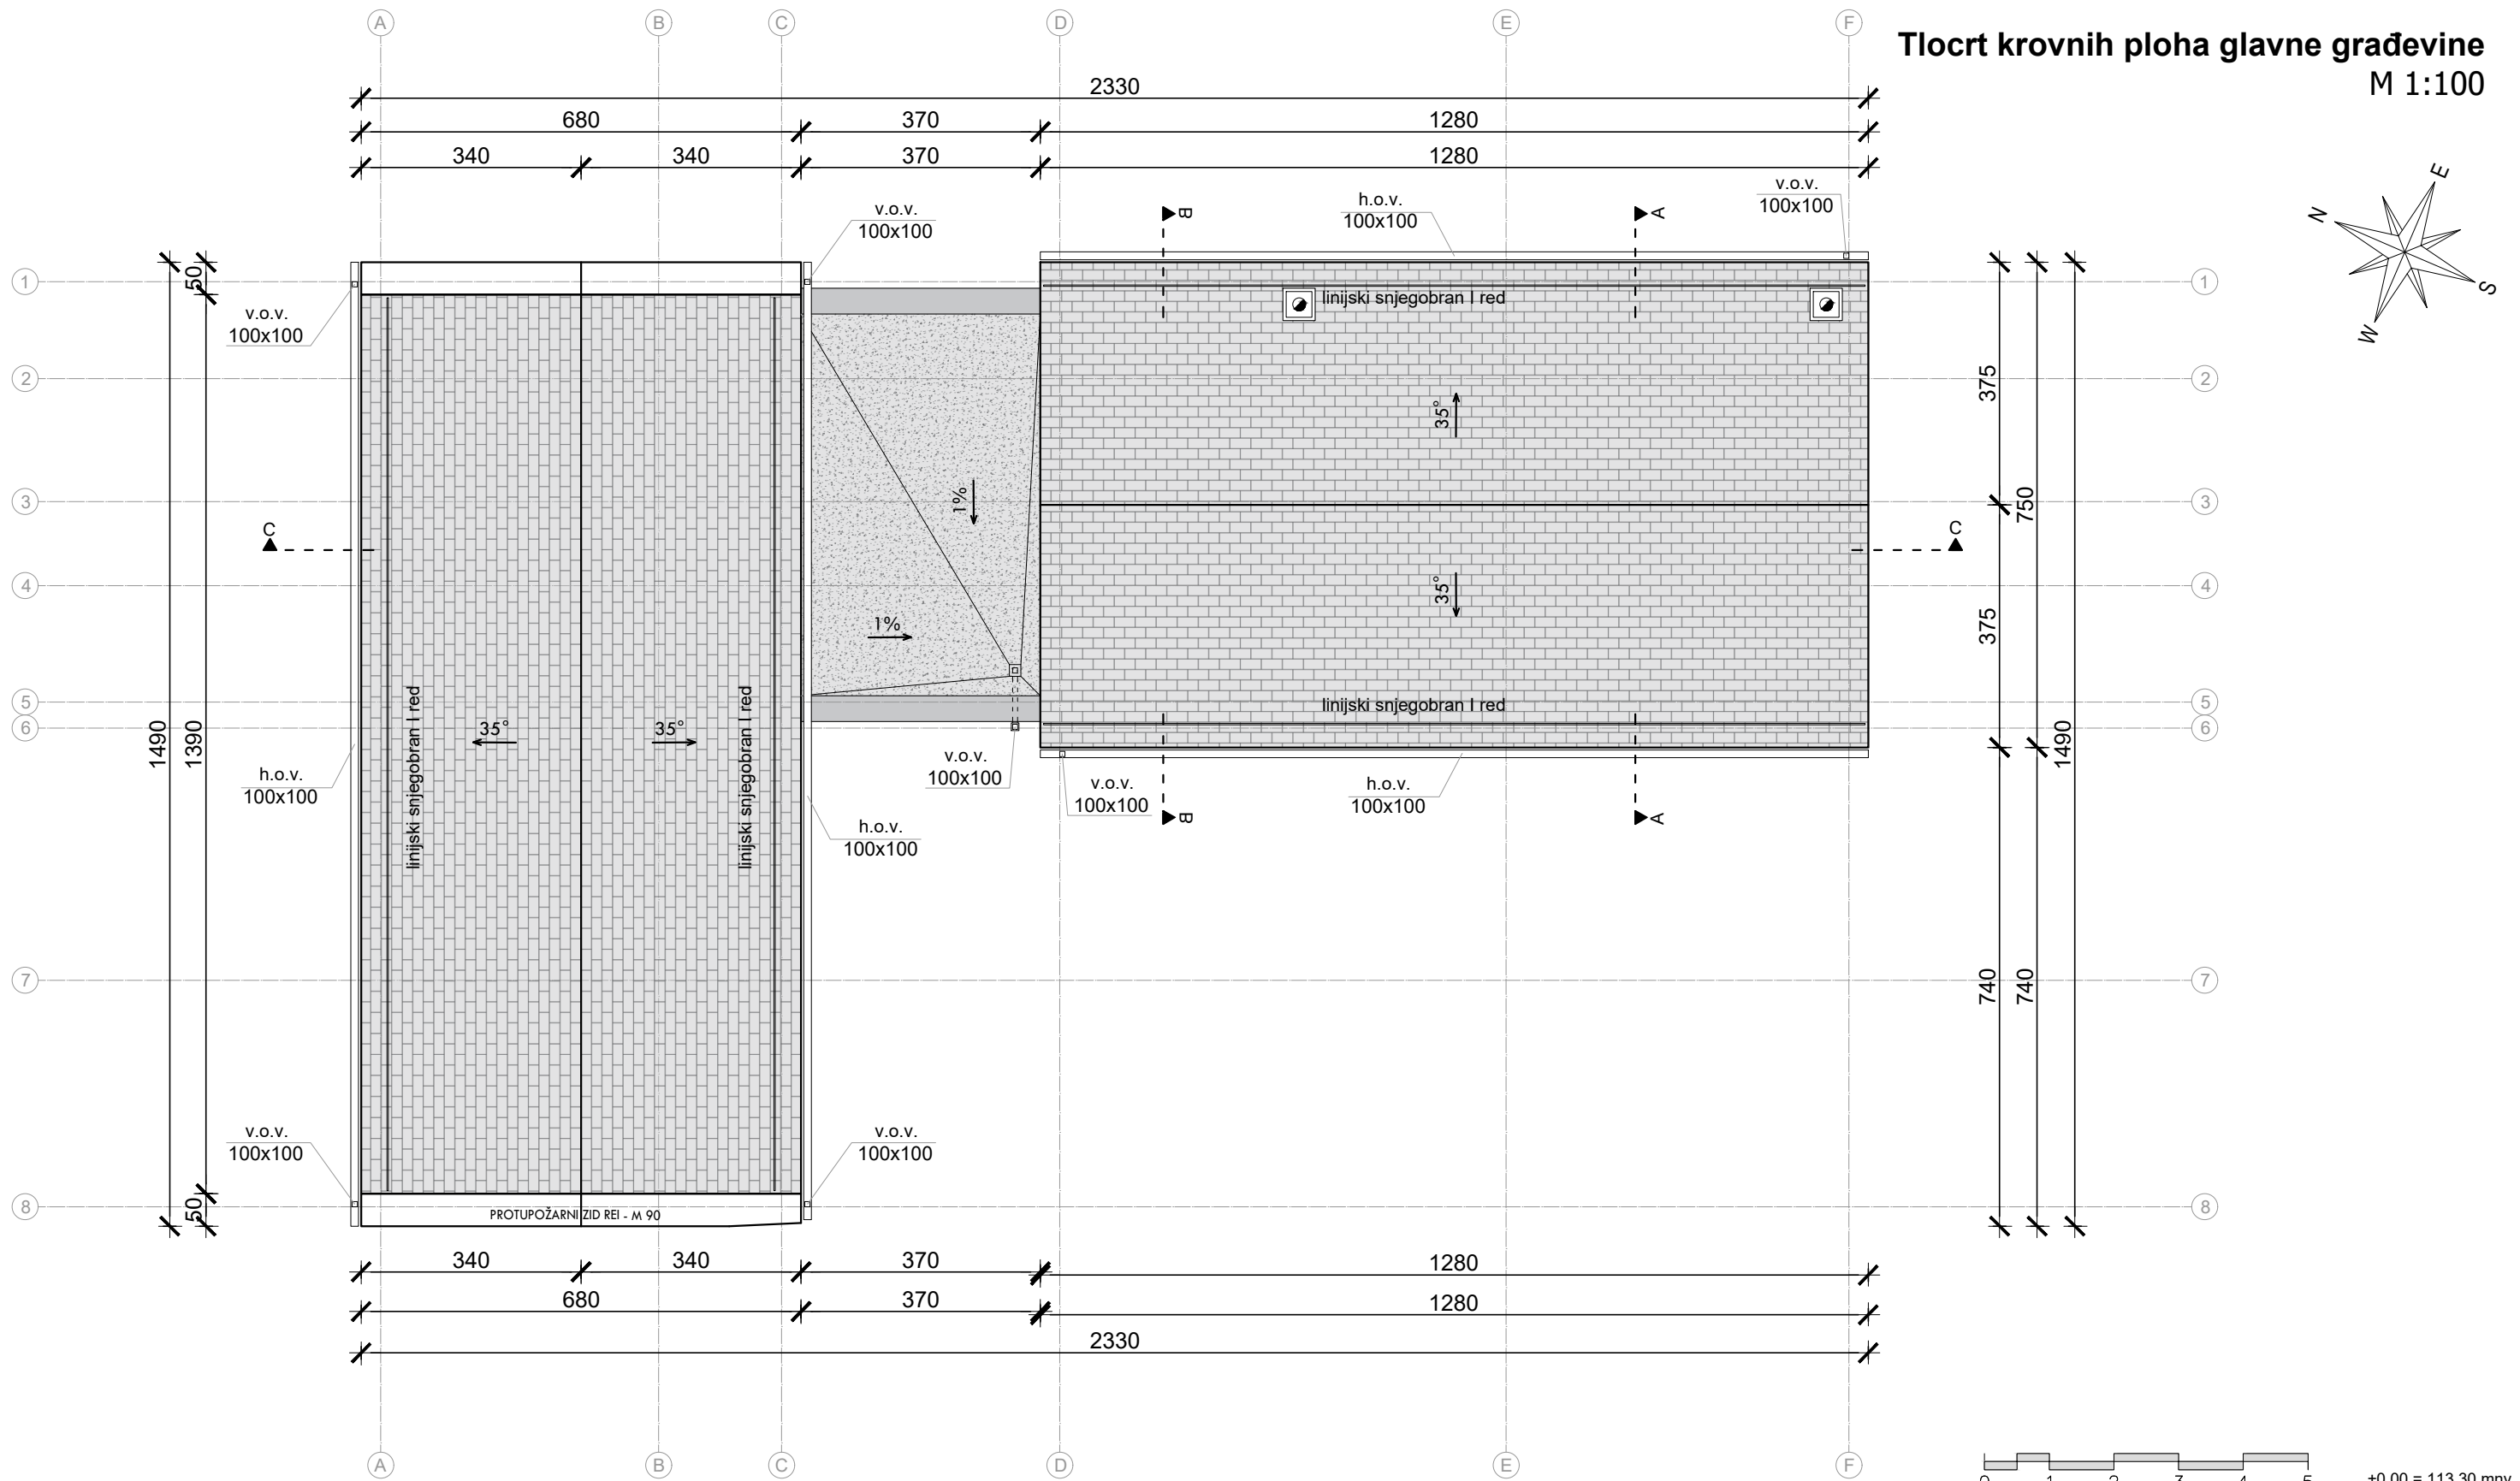 A B C D E F
Tlocrt krovnih ploha glavne građevine
M 1:100
2330
680 370 1280
340 340 370 1280
E
N
S
W
v.o.v.
100x100
h.o.v.
100x100
v.o.v.
100x100
B A
1 50 1
linijski snjegobran I red
v.o.v.
100x100
2 375 2
35°
1%
3 750 3
C C
4 4
35°
375
1%
5 5
linijski snjegobran I red
6 6
1490 1390
35° 35°
linijski snjegobran I red
linijski snjegobran I red
1490
h.o.v.
100x100
v.o.v.
100x100
v.o.v.
100x100
h.o.v.
100x100
B A
h.o.v.
100x100
7 740 740 7
v.o.v.
100x100
v.o.v.
100x100
8 50 8
PROTUPOŽARNI ZID REI - M 90
340 340 370 1280
680 370 1280
2330
A B C D E F